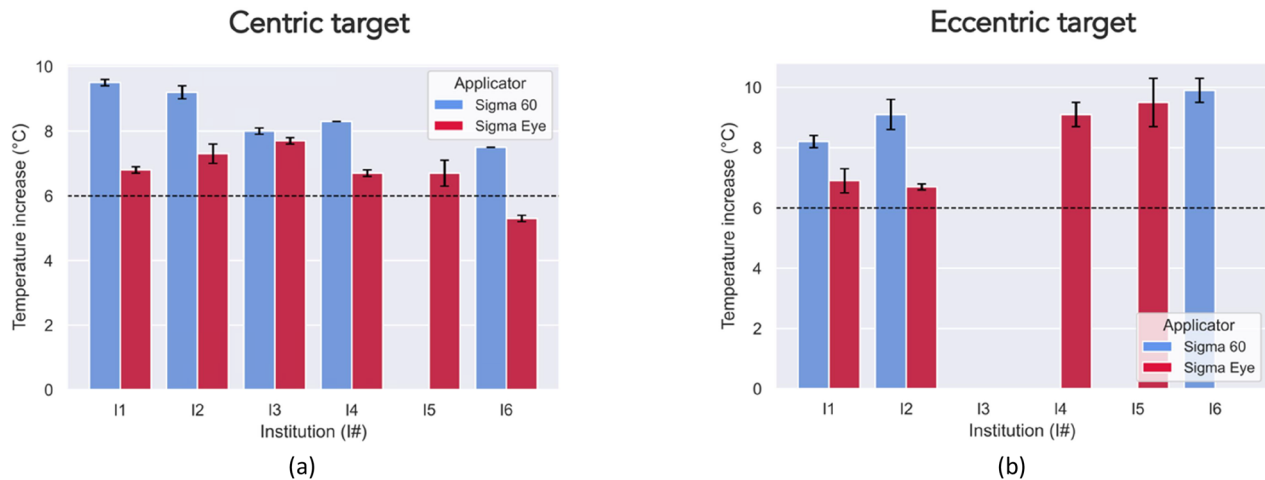 Centric target
Eccentric target
10
8
6
4
2
0
Temperature increase (°C)
Applicator
Sigma 60
Sigma Eye
I1 I2 I3 I4 I5 I6
Institution (I#)
(a)
10
8
6
4
2
0
Temperature increase (°C)
Applicator
Sigma 60
Sigma Eye
I1 I2 I3 I4 I5 I6
Institution (I#)
(b)